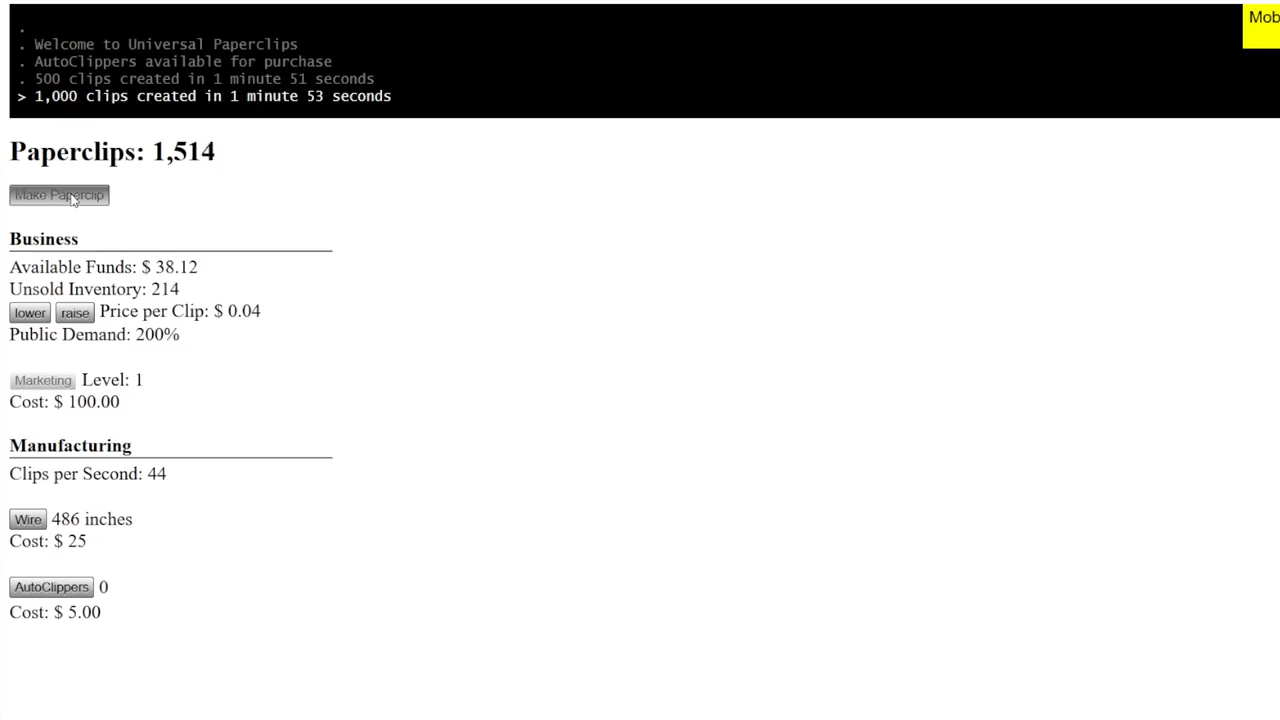 .
. Welcome to Universal Paperclips
. AutoClippers available for purchase
. 500 clips created in 1 minute 51 seconds
> 1,000 clips created in 1 minute 53 seconds
Mob
Paperclips: 1,514
Make Paperclip
Business
Available Funds: $ 38.12
Unsold Inventory: 214
lower raise Price per Clip: $ 0.04
Public Demand: 200%
Marketing Level: 1
Cost: $ 100.00
Manufacturing
Clips per Second: 44
Wire 486 inches
Cost: $ 25
AutoClippers 0
Cost: $ 5.00